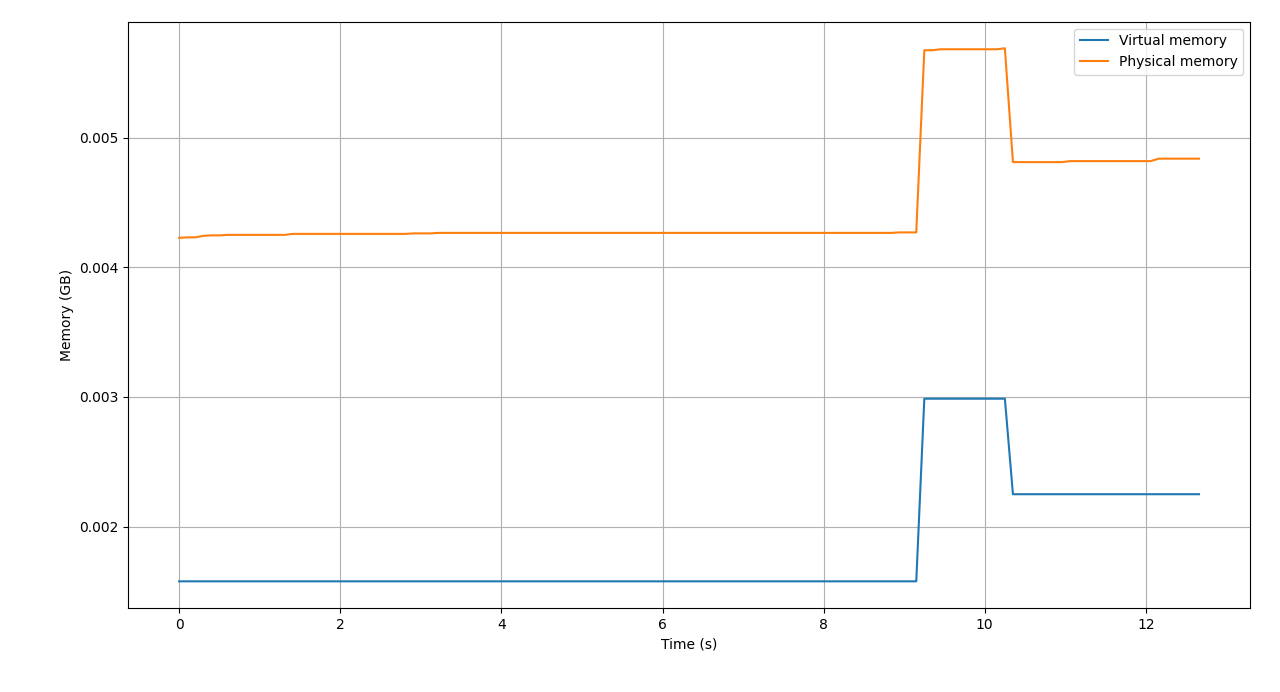 Virtual memory
Physical memory
0.005
0.004
0.003
0.002
Memory (GB)
0 2 4 6 8 10 12
Time (s)